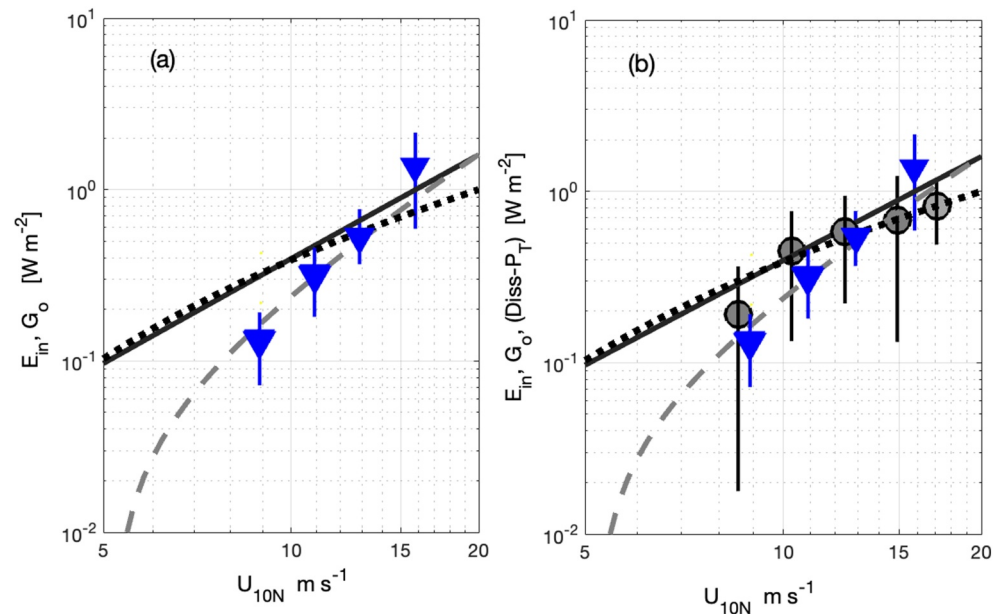 (a)
E_in, G_o [W m^-2]
10^1
10^0
10^-1
10^-2
5
10
15
20
U_10N m s^-1
(b)
E_in, G_o, (Diss-P_T) [W m^-2]
10^1
10^0
10^-1
10^-2
5
10
15
20
U_10N m s^-1